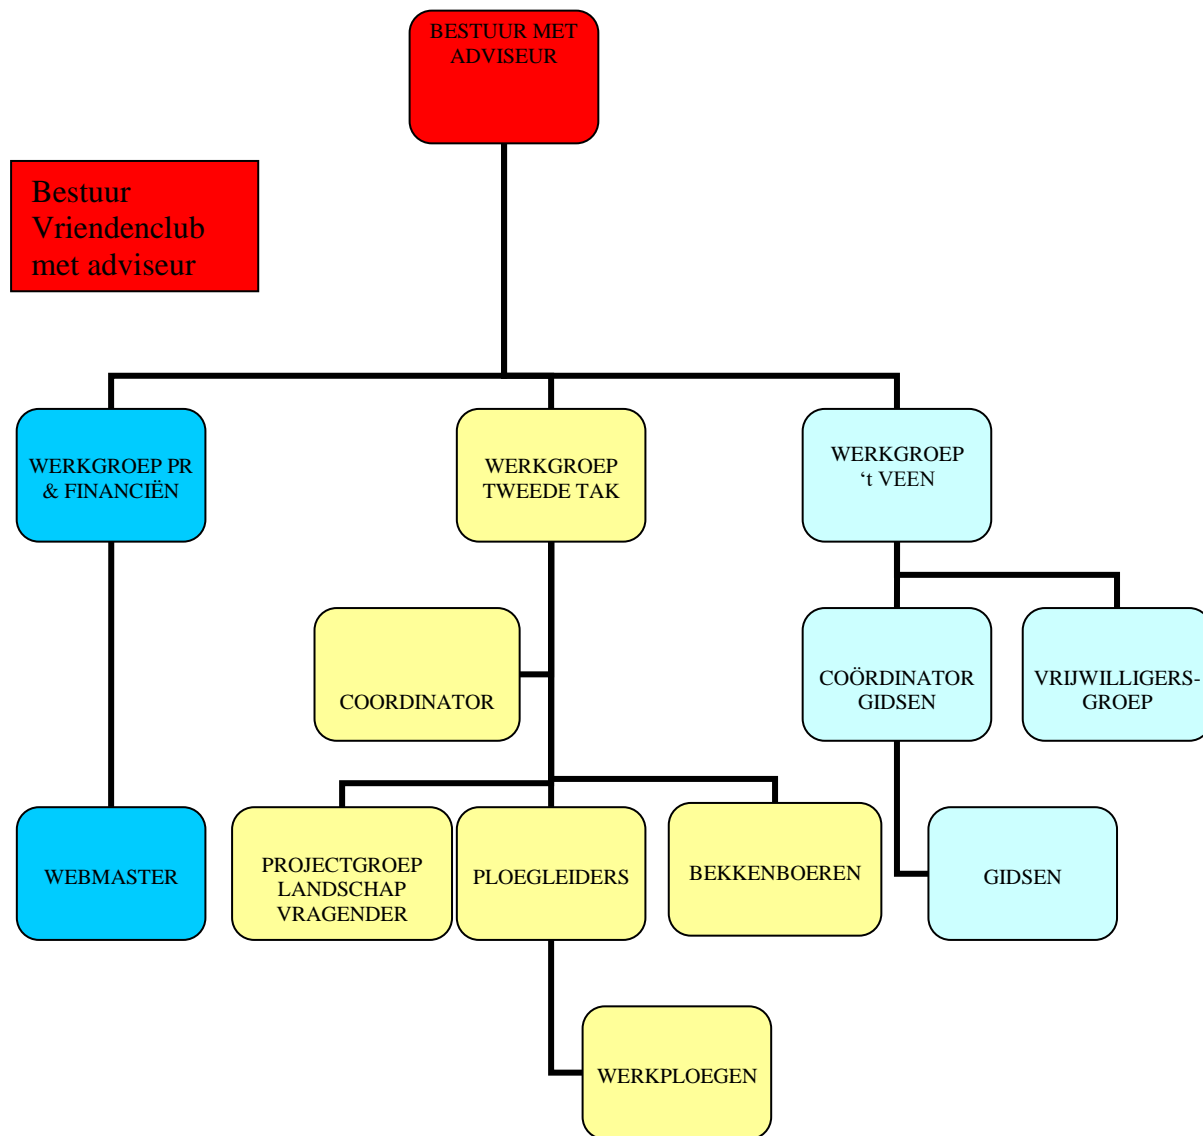 BESTUUR MET
ADVISEUR
Bestuur
Vriendenclub
met adviseur
WERKGROEP PR
& FINANCIËN
WERKGROEP
TWEEDE TAK
WERKGROEP
‘t VEEN
COORDINATOR
COÖRDINATOR
GIDSEN
VRIJWILLIGERS-
GROEP
WEBMASTER
PROJECTGROEP
LANDSCHAP
VRAGENDER
PLOEGLEIDERS
BEKKENBOEREN
GIDSEN
WERKPLOEGEN